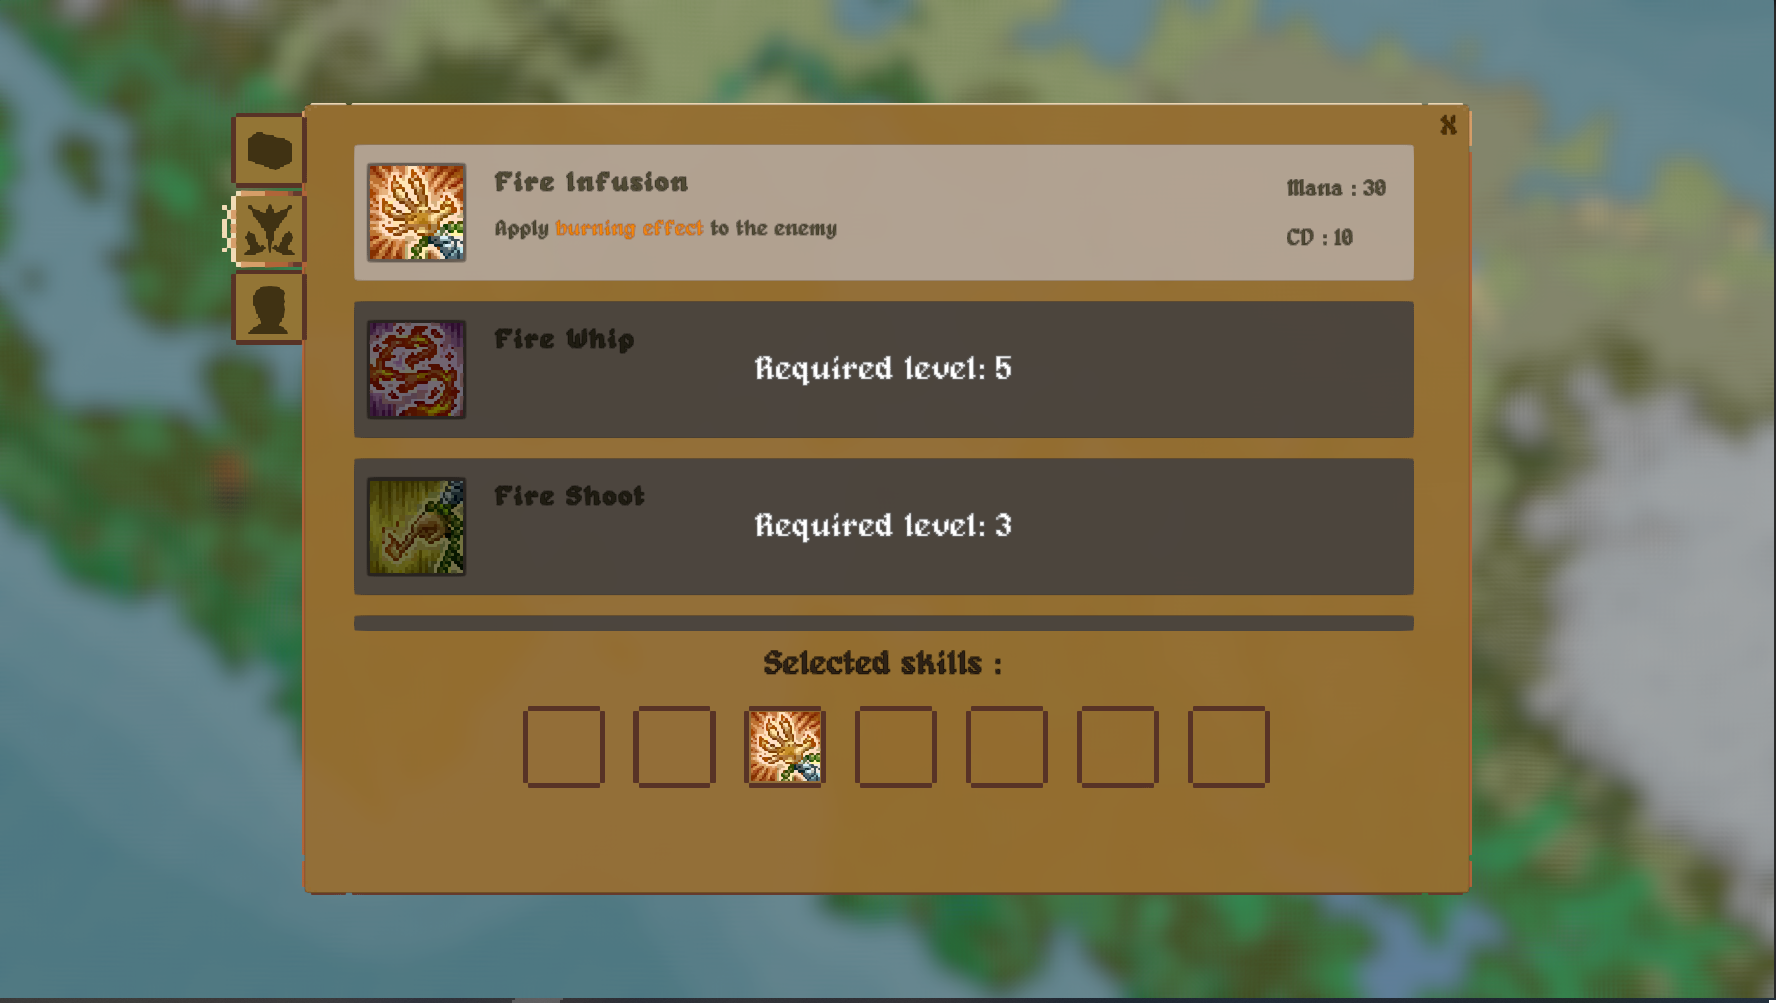 X
Fire Infusion
Mana : 30
Apply burning effect to the enemy
CD : 10
Fire Whip
Required level: 5
Fire Shoot
Required level: 3
Selected skills :